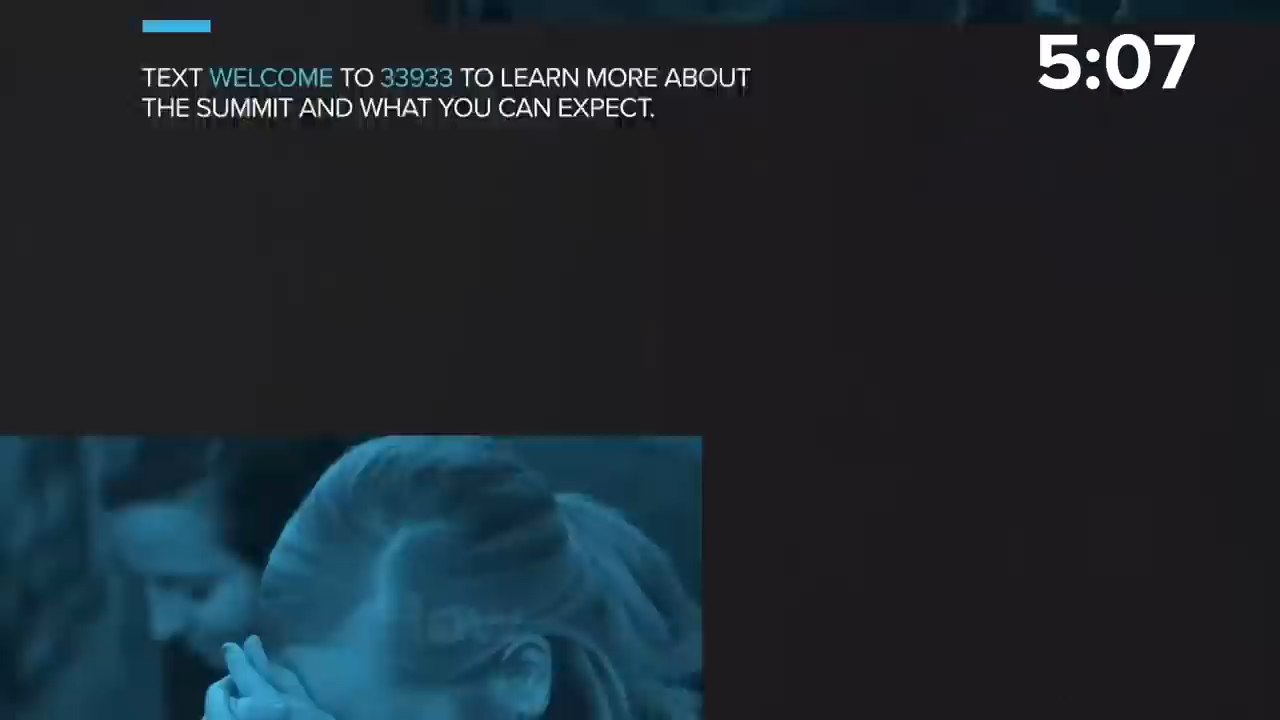 5:07
TEXT WELCOME TO 33933 TO LEARN MORE ABOUT
THE SUMMIT AND WHAT YOU CAN EXPECT.